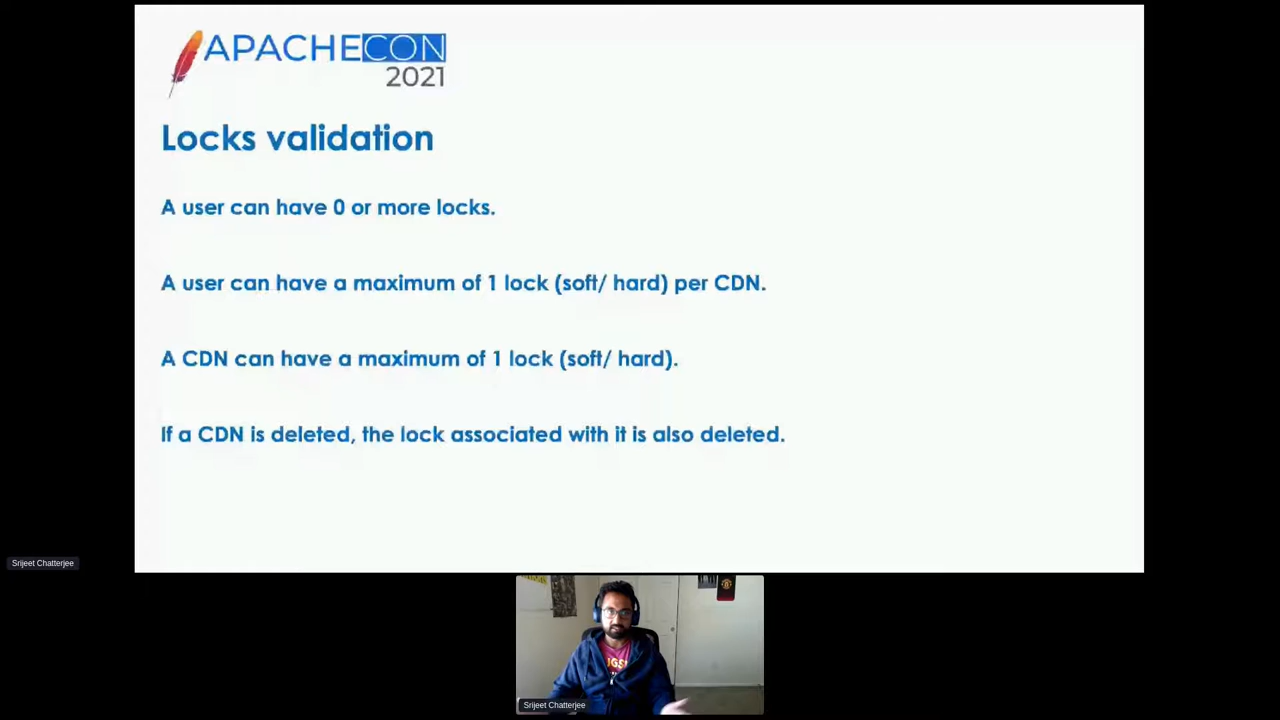 APACHECON
2021
Locks validation
A user can have 0 or more locks.
A user can have a maximum of 1 lock (soft/ hard) per CDN.
A CDN can have a maximum of 1 lock (soft/ hard).
If a CDN is deleted, the lock associated with it is also deleted.
Srijeet Chatterjee
Srijeet Chatterjee